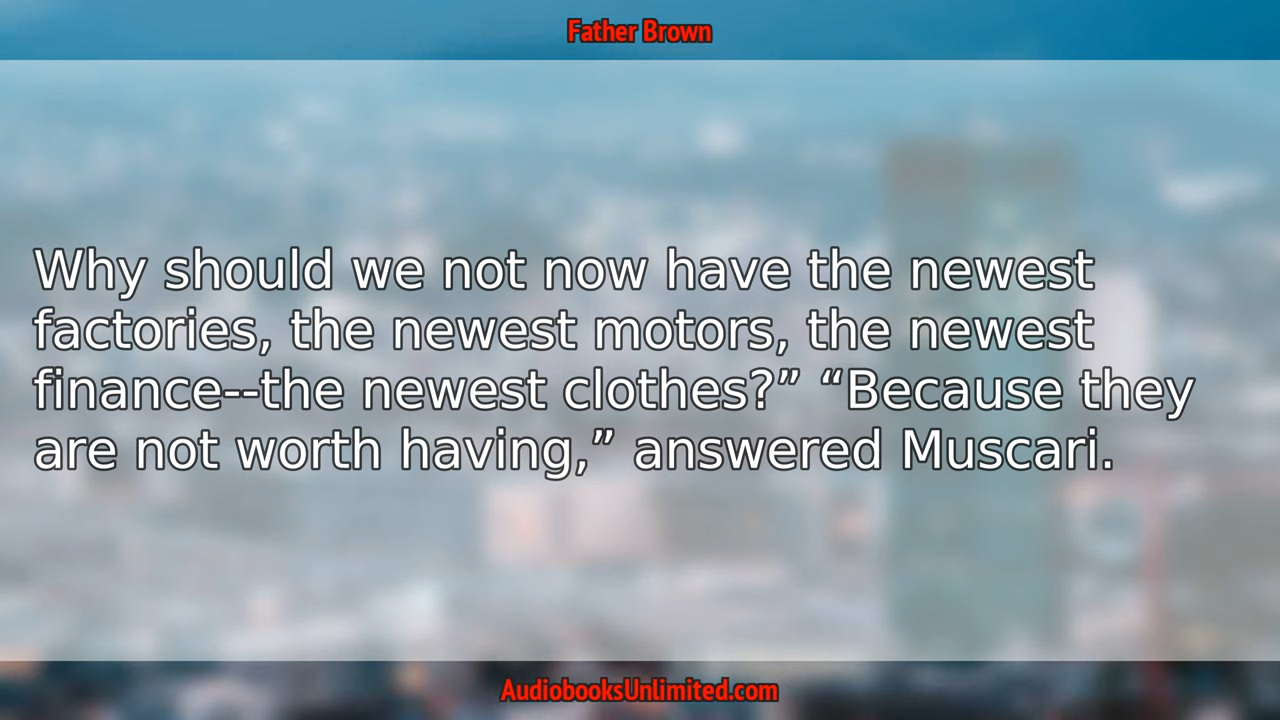 Father Brown
Why should we not now have the newest
factories, the newest motors, the newest
finance--the newest clothes?” “Because they
are not worth having,” answered Muscari.
AudiobooksUnlimited.com